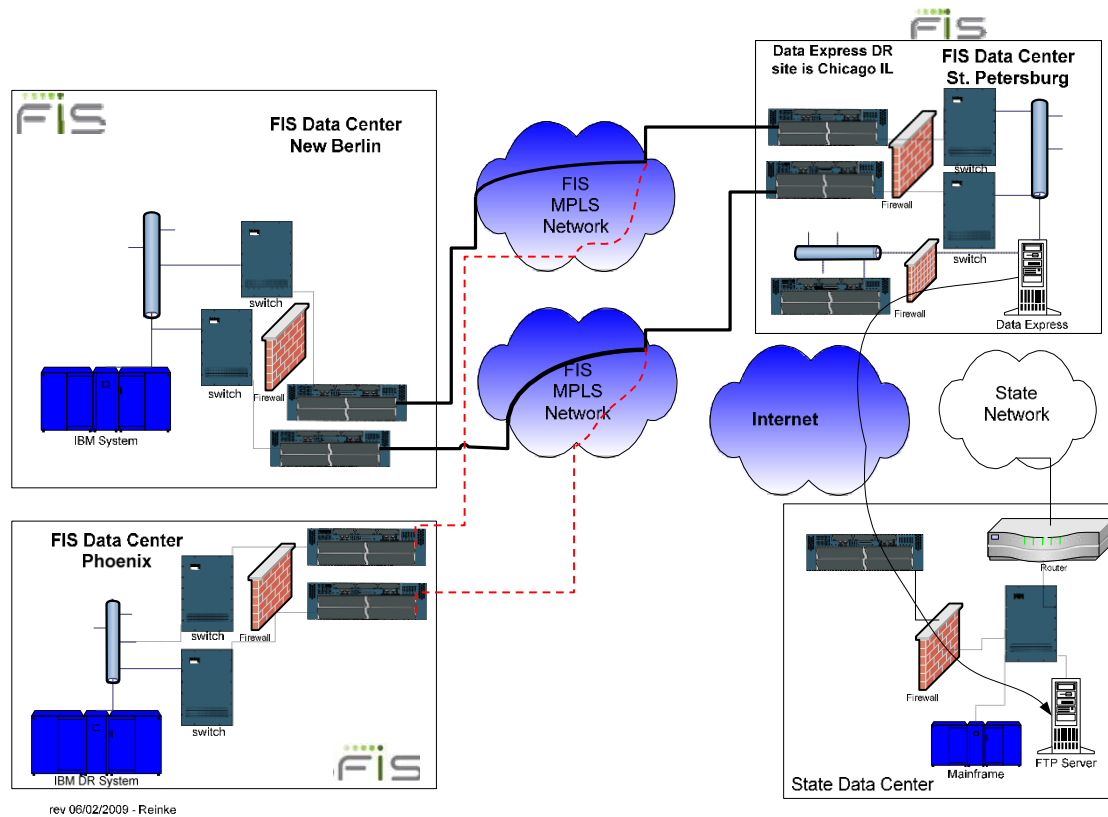 FIS
Data Express DR
site is Chicago IL
FIS Data Center
St. Petersburg
switch
Firewall
switch
Firewall
Data Express
FIS
FIS Data Center
New Berlin
switch
switch
Firewall
IBM System
FIS
MPLS
Network
FIS
MPLS
Network
Internet
State
Network
FIS Data Center
Phoenix
switch
Firewall
switch
IBM DR System
FIS
Router
Firewall
Mainframe
FTP Server
State Data Center
rev 06/02/2009 - Reinke